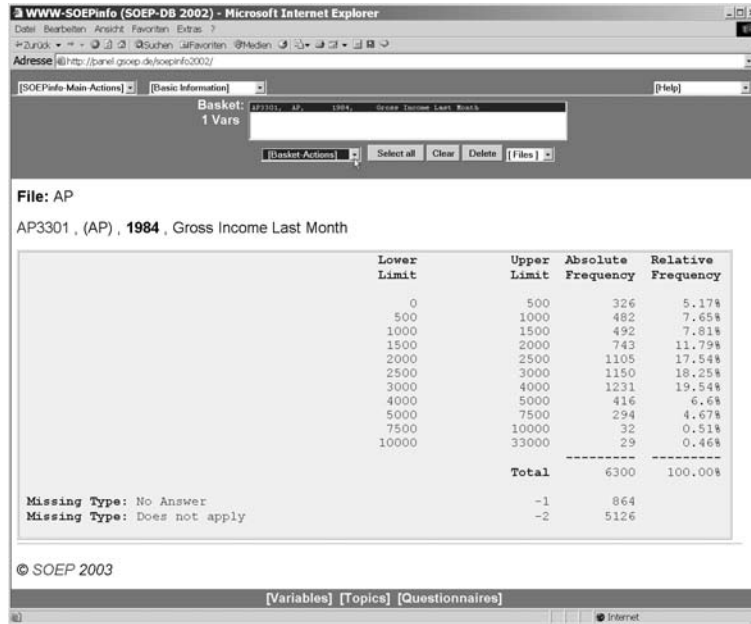 WWW-SOEPinfo (SOEP-DB 2002) - Microsoft Internet Explorer
Datei Bearbeiten Ansicht Favoriten Extras ?
Zurück Suchen Favoriten Medien
Adresse http://panel.gsoep.de/soepinfo2002/
[SOEPinfo-Main-Actions] [Basic Information] [Help]
Basket: AP3301, AP, 1984, Gross Income Last Month
1 Vars
[Basket-Actions] Select all Clear Delete [Files]
File: AP
AP3301 , (AP) , 1984 , Gross Income Last Month
Lower Upper Absolute Relative
Limit Limit Frequency Frequency
0 500 326 5.17%
500 1000 482 7.65%
1000 1500 492 7.81%
1500 2000 743 11.79%
2000 2500 1105 17.54%
2500 3000 1150 18.25%
3000 4000 1231 19.54%
4000 5000 416 6.6%
5000 7500 294 4.67%
7500 10000 32 0.51%
10000 33000 29 0.46%
--------- ---------
Total 6300 100.00%
Missing Type: No Answer -1 864
Missing Type: Does not apply -2 5126
© SOEP 2003
[Variables] [Topics] [Questionnaires]
Internet